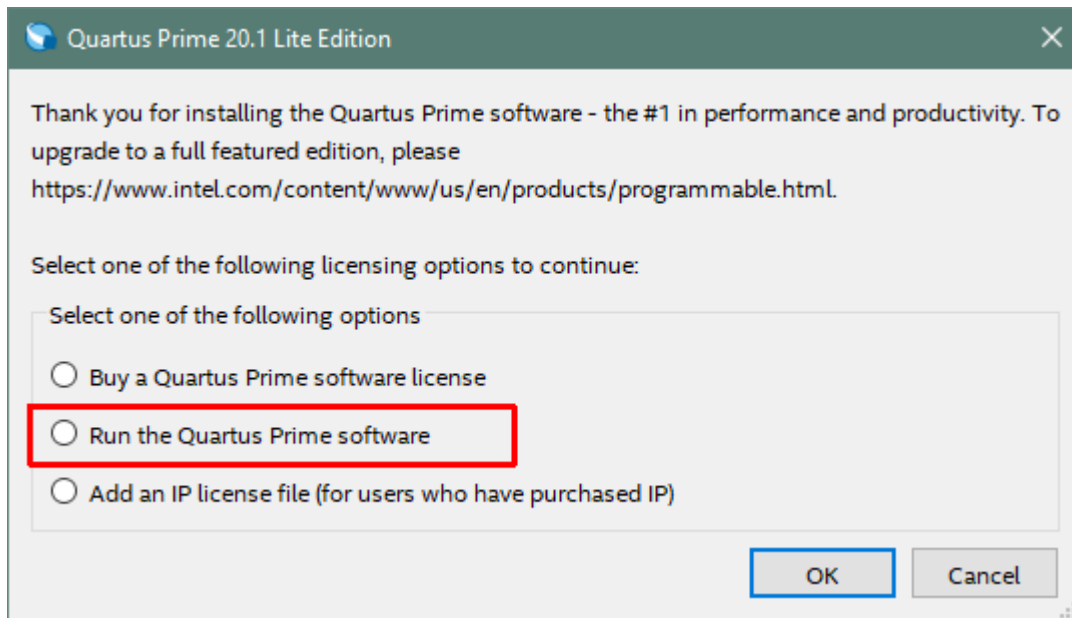 Quartus Prime 20.1 Lite Edition
Thank you for installing the Quartus Prime software - the #1 in performance and productivity. To
upgrade to a full featured edition, please
https://www.intel.com/content/www/us/en/products/programmable.html.
Select one of the following licensing options to continue:
Select one of the following options
Buy a Quartus Prime software license
Run the Quartus Prime software
Add an IP license file (for users who have purchased IP)
OK Cancel